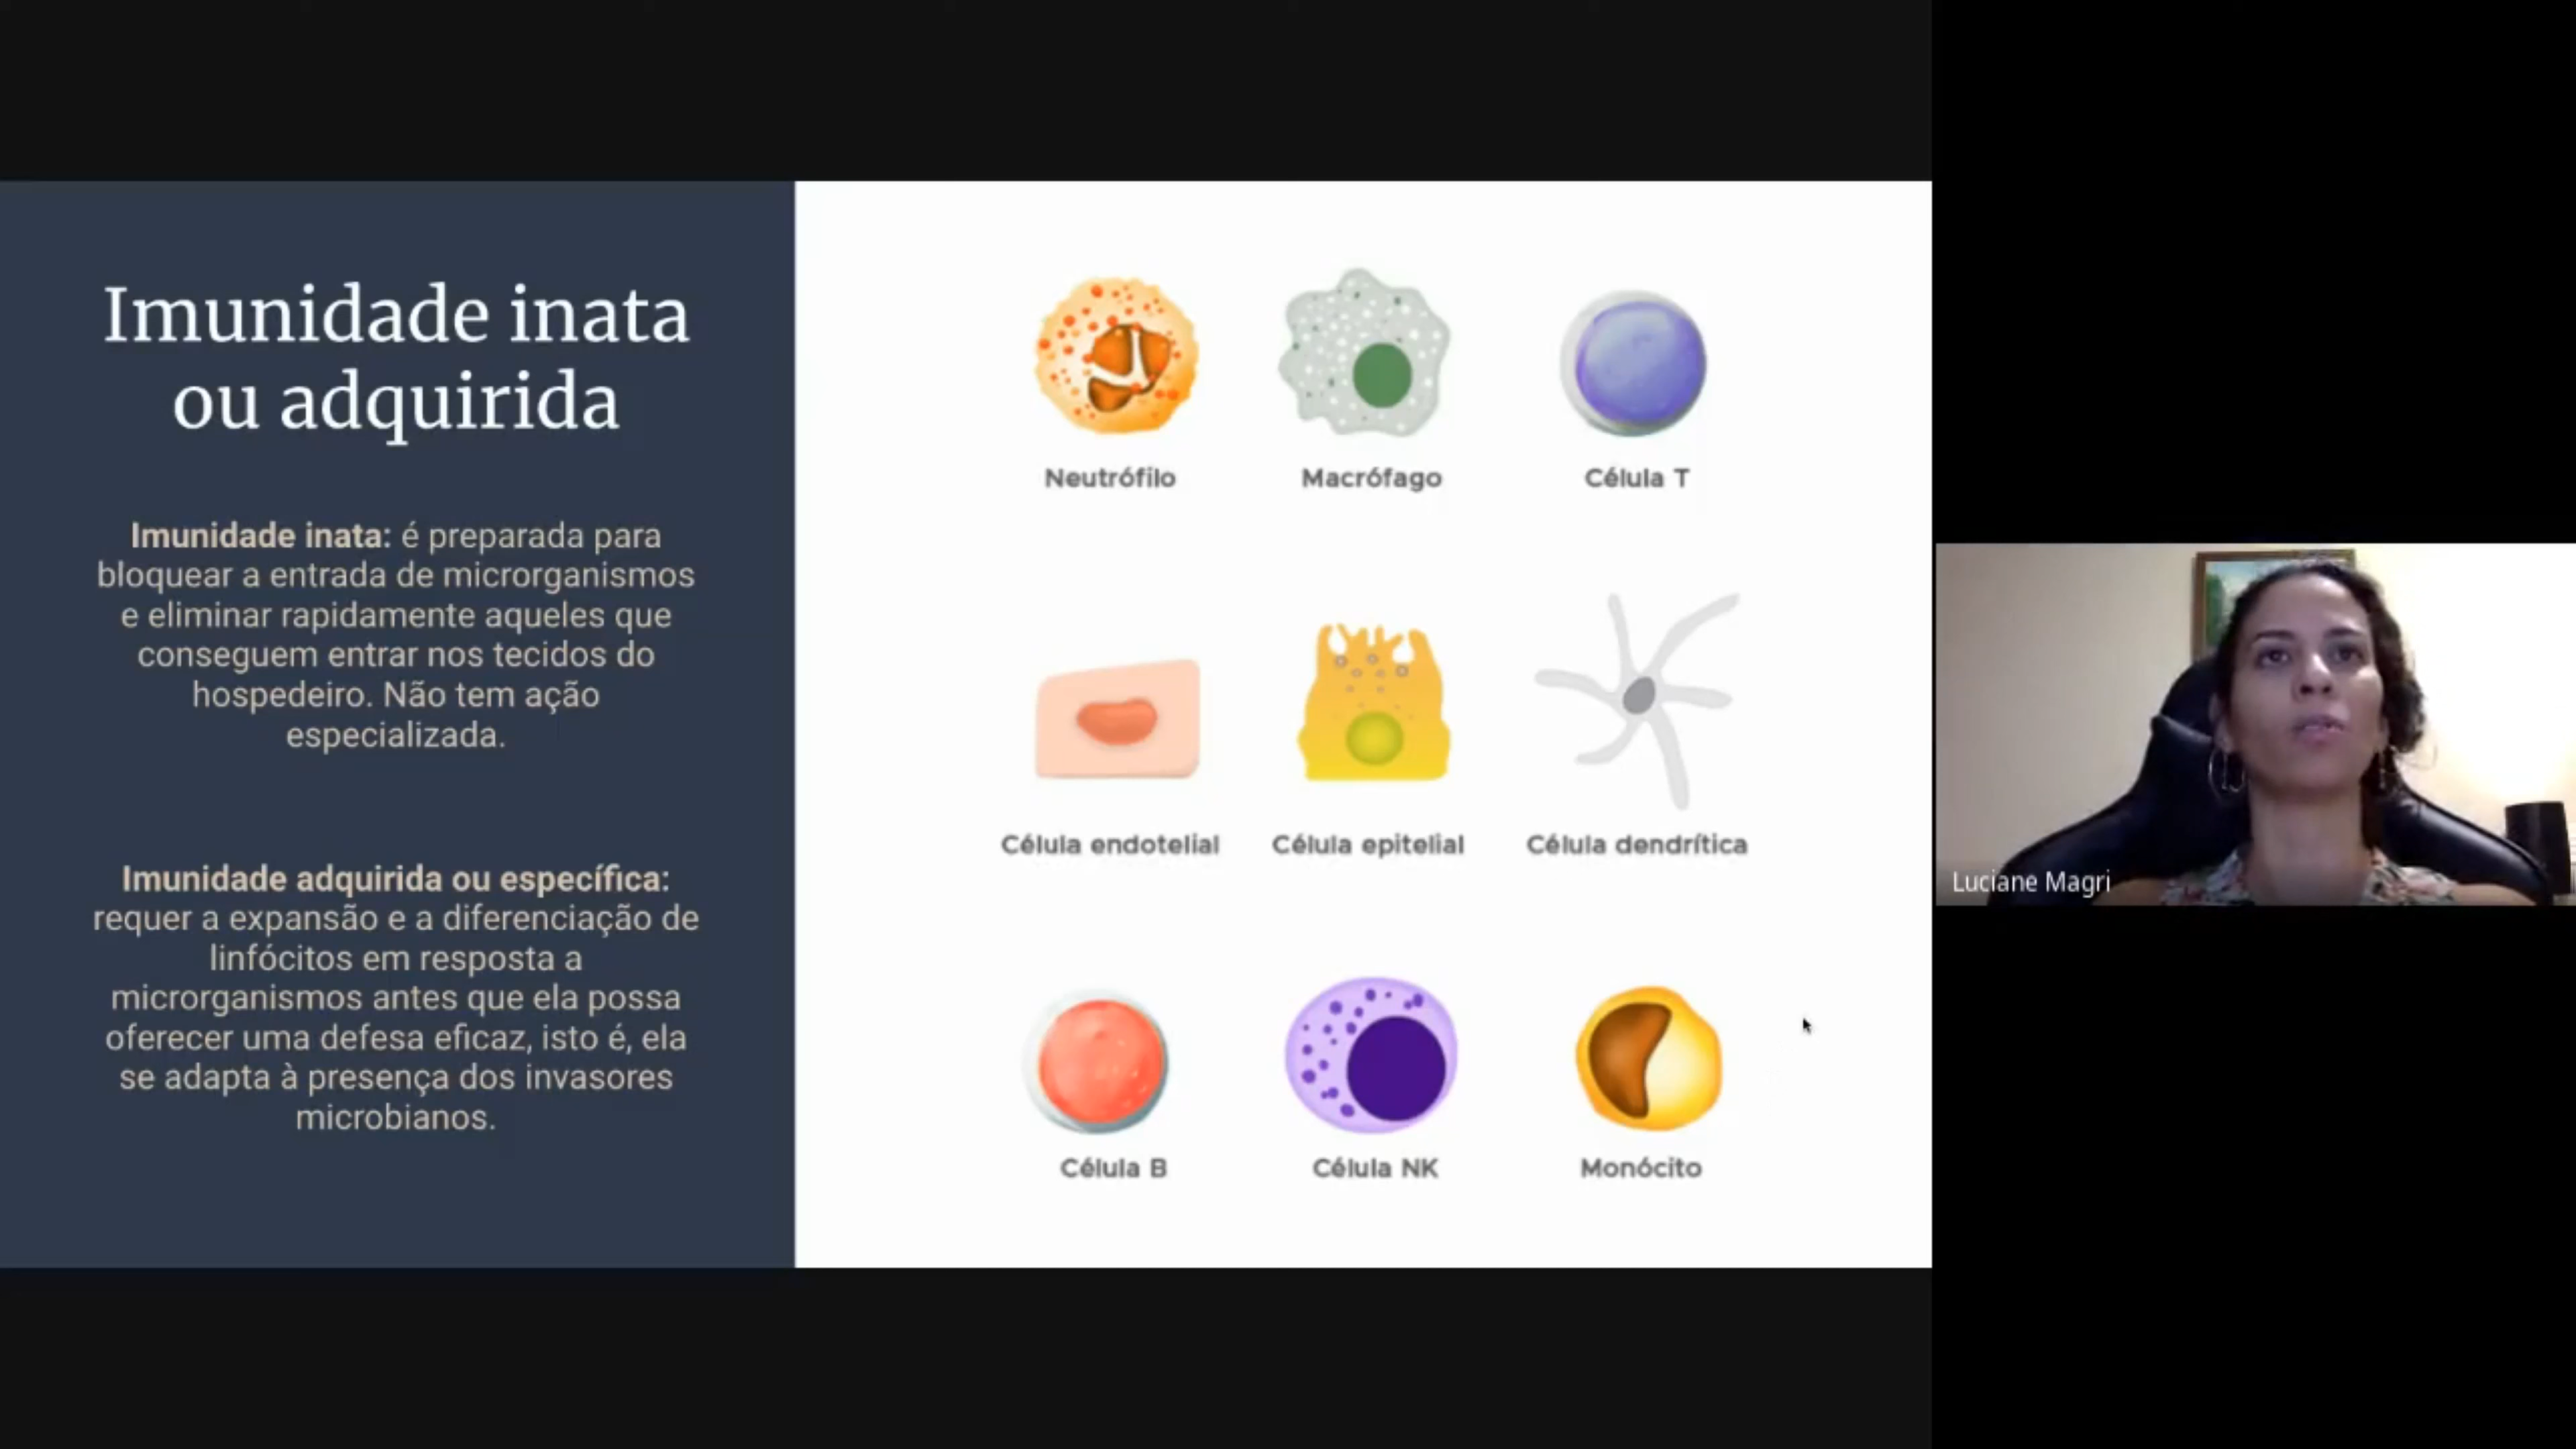 Imunidade inata
ou adquirida
Imunidade inata: é preparada para
bloquear a entrada de microrganismos
e eliminar rapidamente aqueles que
conseguem entrar nos tecidos do
hospedeiro. Não tem ação
especializada.
Imunidade adquirida ou específica:
requer a expansão e a diferenciação de
linfócitos em resposta a
microrganismos antes que ela possa
oferecer uma defesa eficaz, isto é, ela
se adapta à presença dos invasores
microbianos.
Neutrófilo
Macrófago
Célula T
Célula endotelial
Célula epitelial
Célula dendrítica
Célula B
Célula NK
Monócito
Luciane Magri